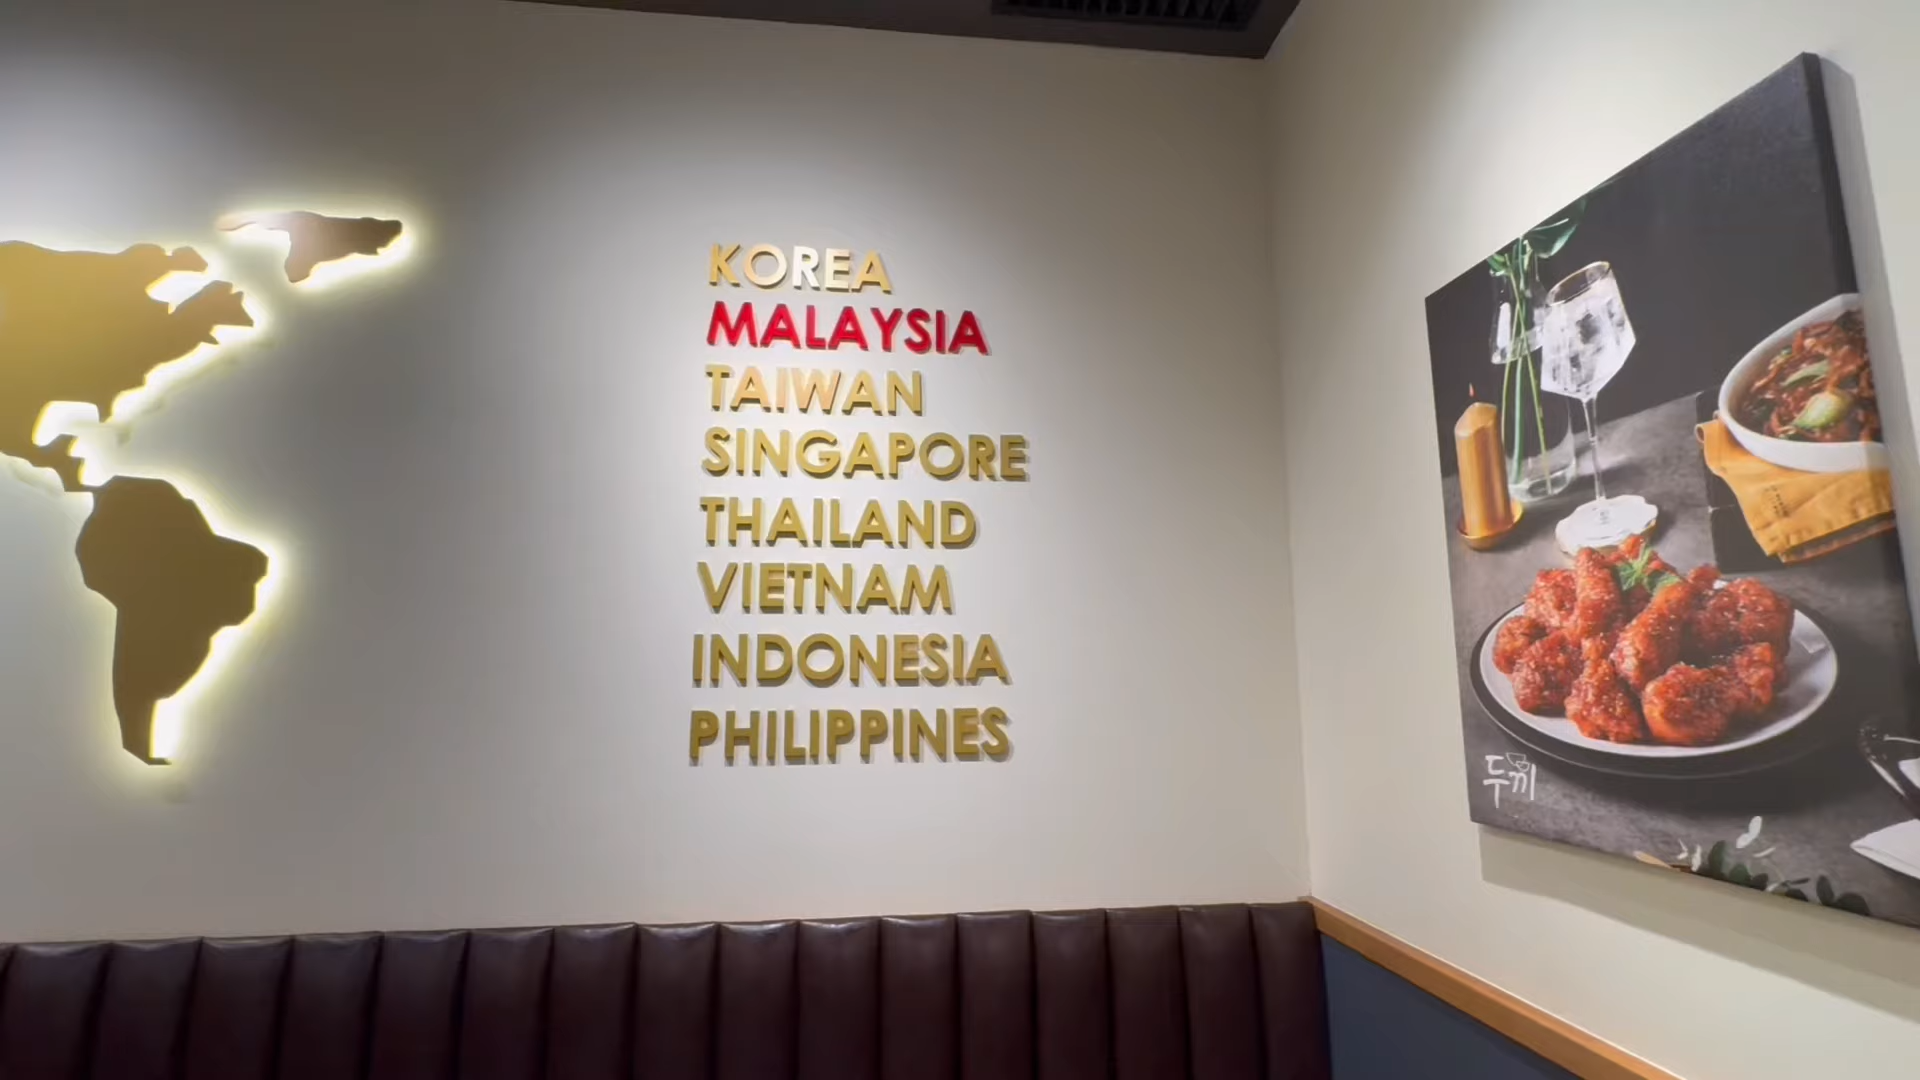 KOREA
MALAYSIA
TAIWAN
SINGAPORE
THAILAND
VIETNAM
INDONESIA
PHILIPPINES
두끼